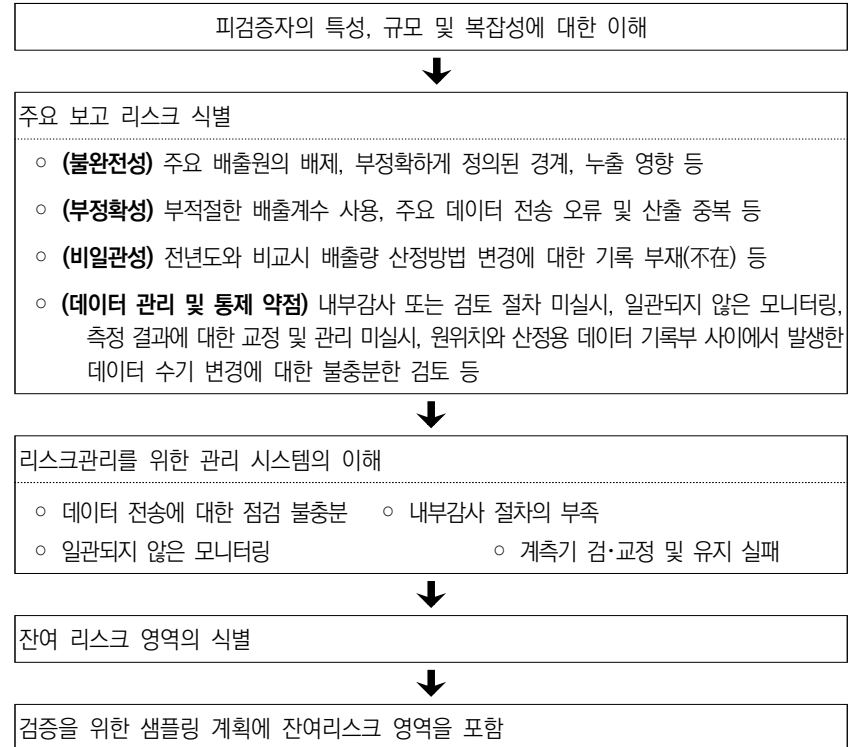 피검증자의 특성, 규모 및 복잡성에 대한 이해
주요 보고 리스크 식별
○ (불완전성) 주요 배출원의 배제, 부정확하게 정의된 경계, 누출 영향 등
○ (부정확성) 부적절한 배출계수 사용, 주요 데이터 전송 오류 및 산출 중복 등
○ (비일관성) 전년도와 비교시 배출량 산정방법 변경에 대한 기록 부재(不在) 등
○ (데이터 관리 및 통제 약점) 내부감사 또는 검토 절차 미실시, 일관되지 않은 모니터링,
측정 결과에 대한 교정 및 관리 미실시, 원위치와 산정용 데이터 기록부 사이에서 발생한
데이터 수기 변경에 대한 불충분한 검토 등
리스크관리를 위한 관리 시스템의 이해
○ 데이터 전송에 대한 점검 불충분 ○ 내부감사 절차의 부족
○ 일관되지 않은 모니터링 ○ 계측기 검·교정 및 유지 실패
잔여 리스크 영역의 식별
검증을 위한 샘플링 계획에 잔여리스크 영역을 포함